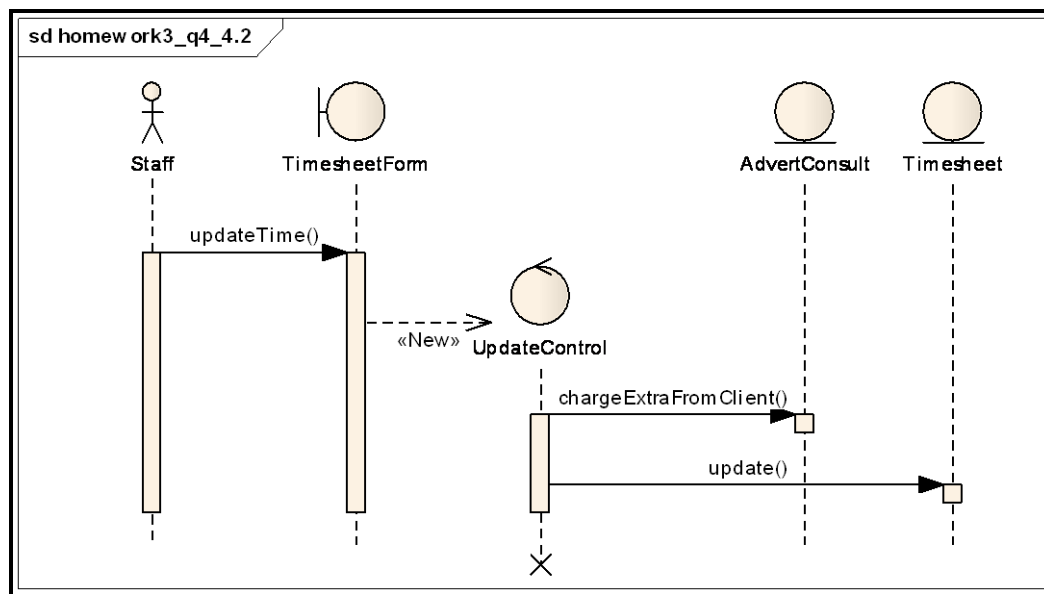 sd homework3_q4_4.2
Staff
TimesheetForm
AdvertConsult
Timesheet
updateTime()
«New»
UpdateControl
chargeExtraFromClient()
update()